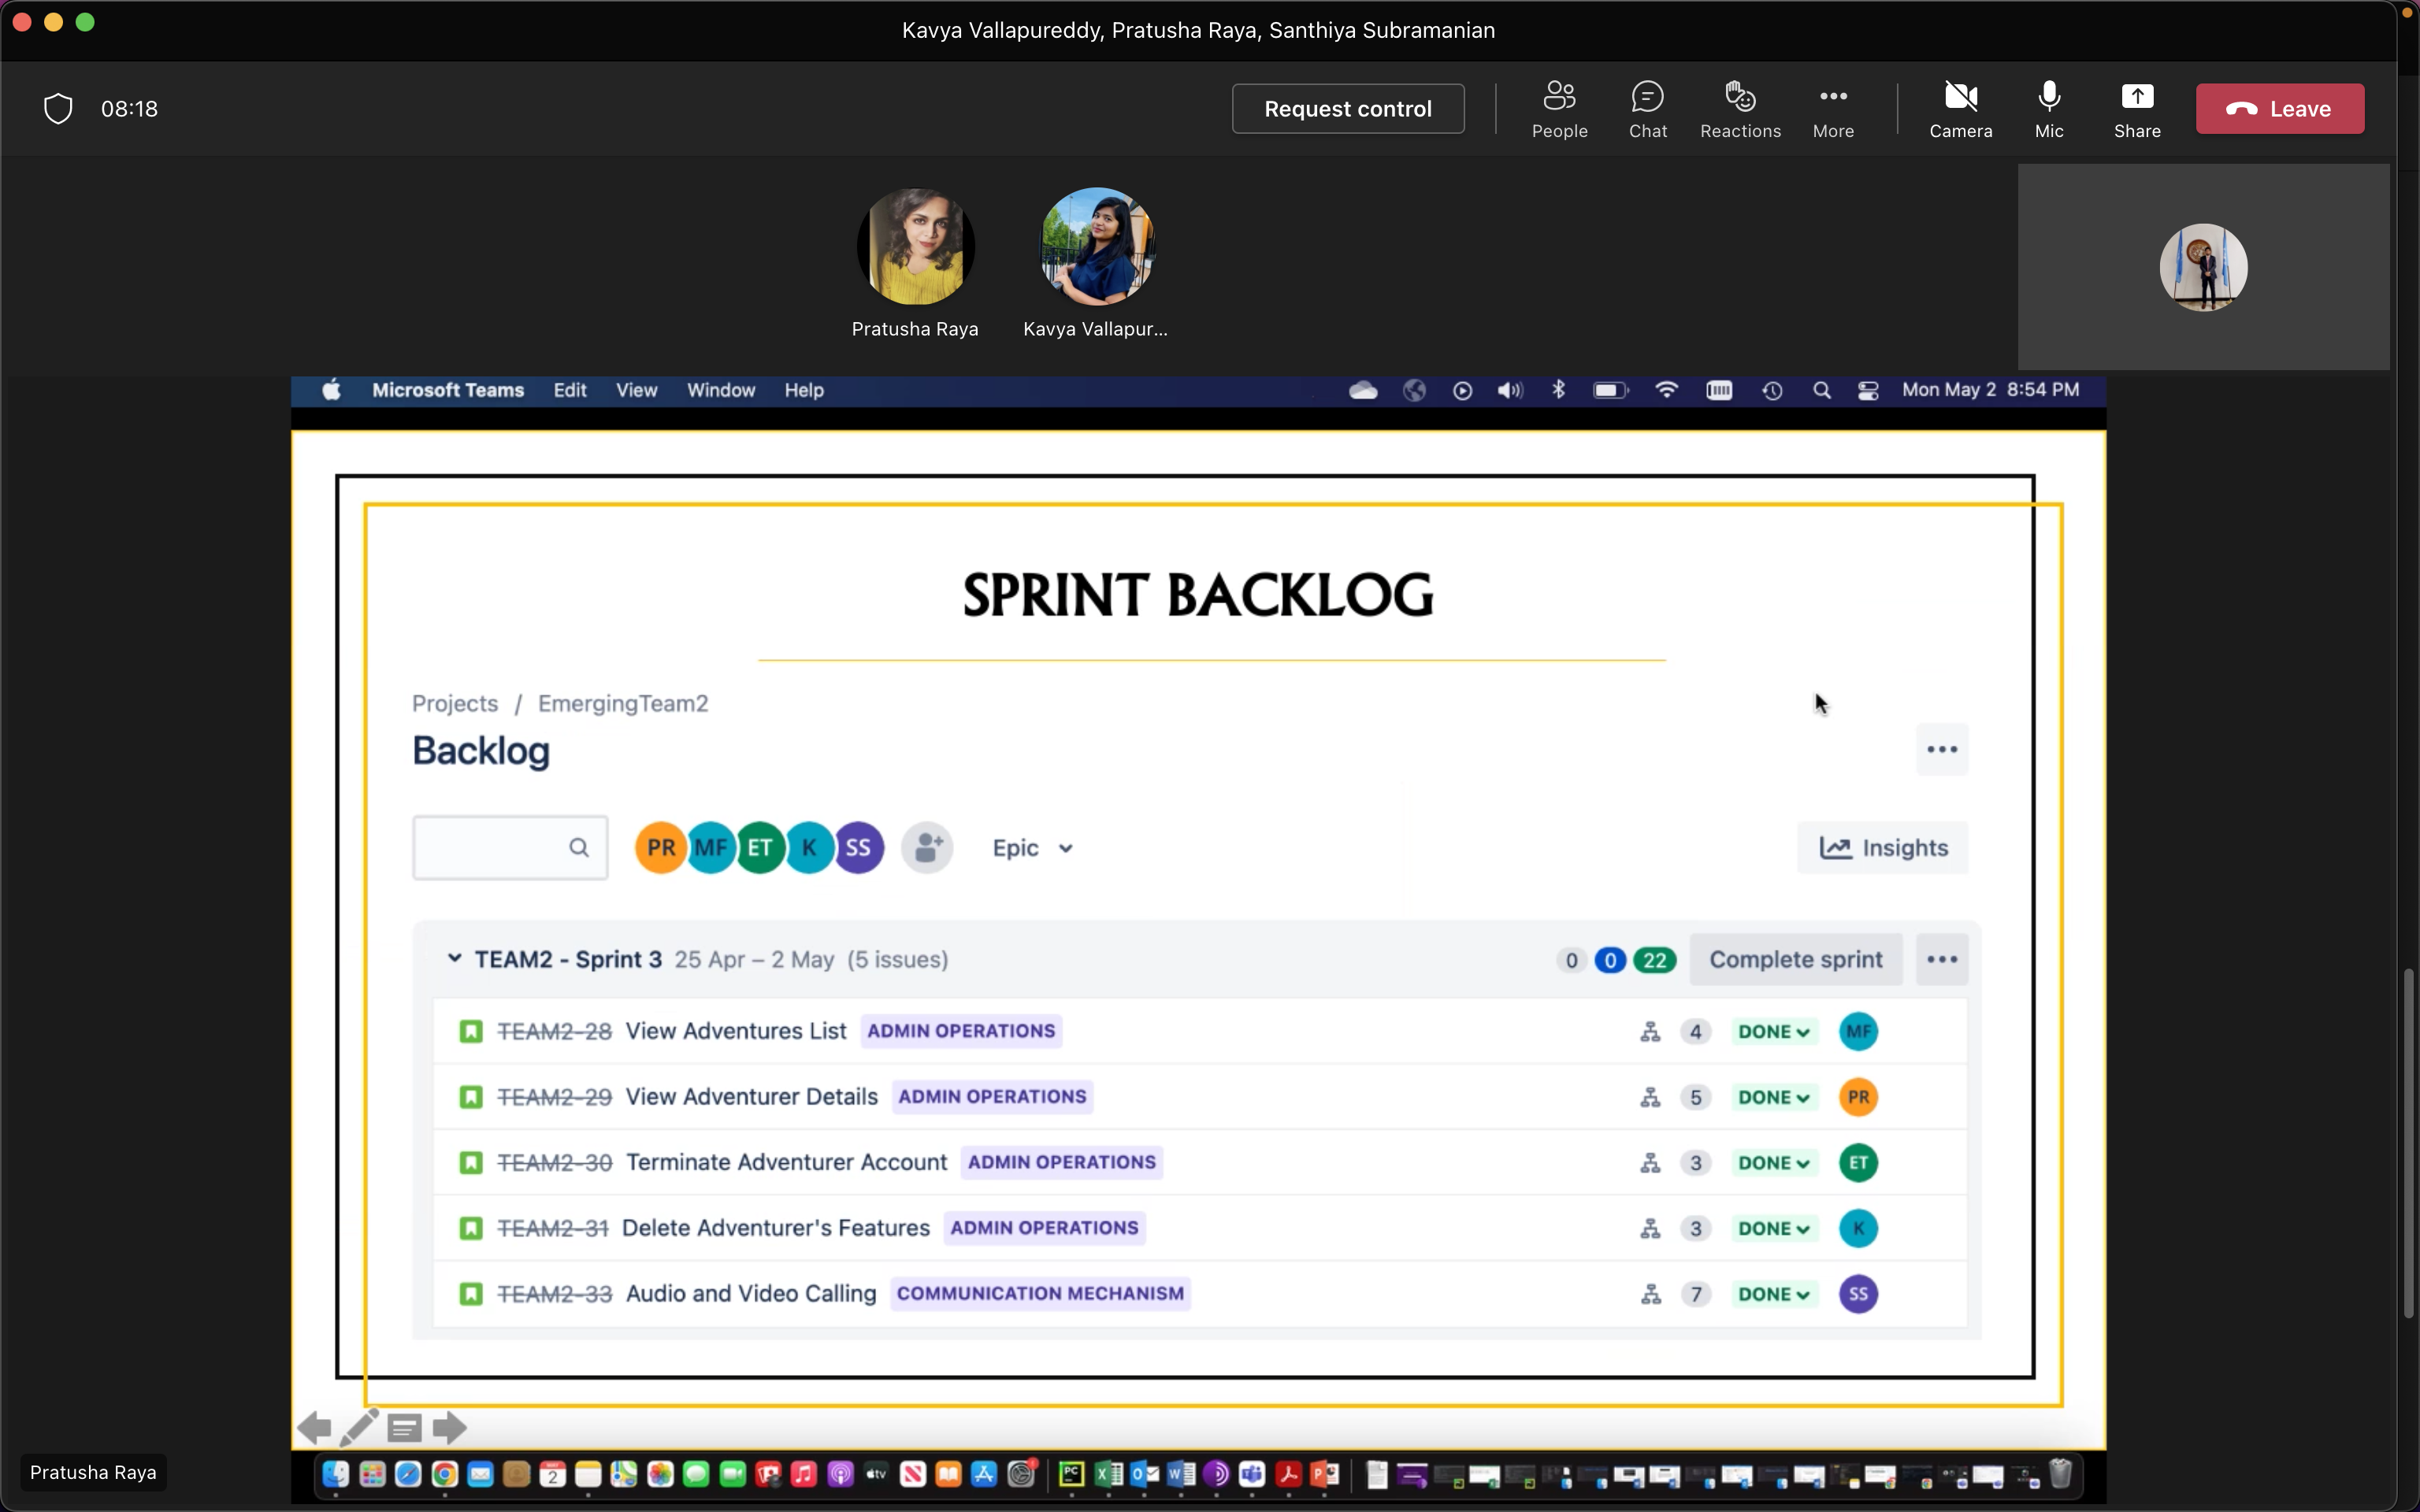 Kavya Vallapureddy, Pratusha Raya, Santhiya Subramanian
08:18
Request control
People
Chat
Reactions
More
Camera
Mic
Share
Leave
Pratusha Raya
Kavya Vallapur...
Microsoft Teams Edit View Window Help
Mon May 2 8:54 PM
SPRINT BACKLOG
Projects / EmergingTeam2
Backlog
PR MF ET K SS
Epic
Insights
TEAM2 - Sprint 3 25 Apr – 2 May (5 issues) 0 0 22 Complete sprint
TEAM2-28 View Adventures List ADMIN OPERATIONS 4 DONE MF
TEAM2-29 View Adventurer Details ADMIN OPERATIONS 5 DONE PR
TEAM2-30 Terminate Adventurer Account ADMIN OPERATIONS 3 DONE ET
TEAM2-31 Delete Adventurer's Features ADMIN OPERATIONS 3 DONE K
TEAM2-33 Audio and Video Calling COMMUNICATION MECHANISM 7 DONE SS
Pratusha Raya
2
tv
PC